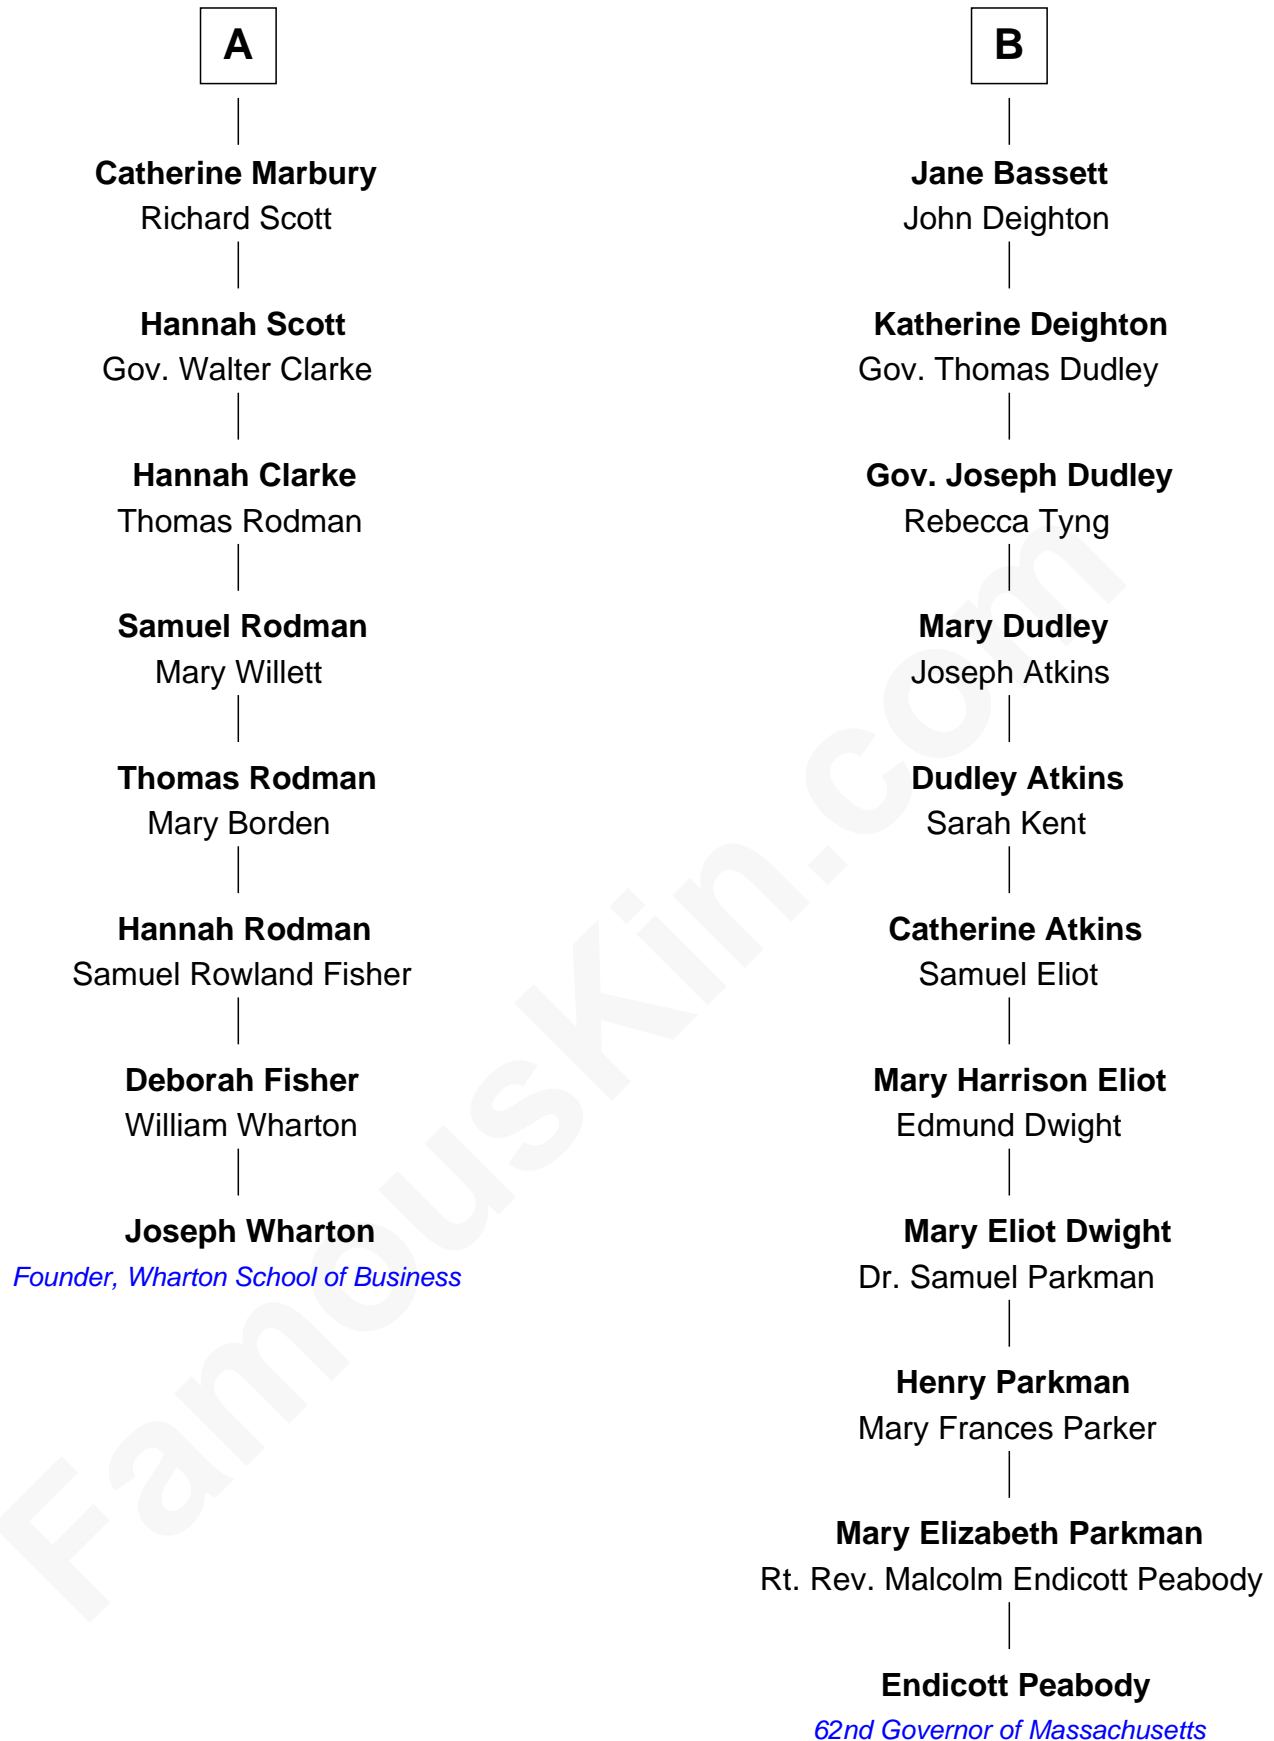 A
Catherine Marbury
Richard Scott
Hannah Scott
Gov. Walter Clarke
Hannah Clarke
Thomas Rodman
Samuel Rodman
Mary Willett
Thomas Rodman
Mary Borden
Hannah Rodman
Samuel Rowland Fisher
Deborah Fisher
William Wharton
Joseph Wharton
Founder, Wharton School of Business
B
Jane Bassett
John Deighton
Katherine Deighton
Gov. Thomas Dudley
Gov. Joseph Dudley
Rebecca Tyng
Mary Dudley
Joseph Atkins
Dudley Atkins
Sarah Kent
Catherine Atkins
Samuel Eliot
Mary Harrison Eliot
Edmund Dwight
Mary Eliot Dwight
Dr. Samuel Parkman
Henry Parkman
Mary Frances Parker
Mary Elizabeth Parkman
Rt. Rev. Malcolm Endicott Peabody
Endicott Peabody
62nd Governor of Massachusetts
FamousKin.com